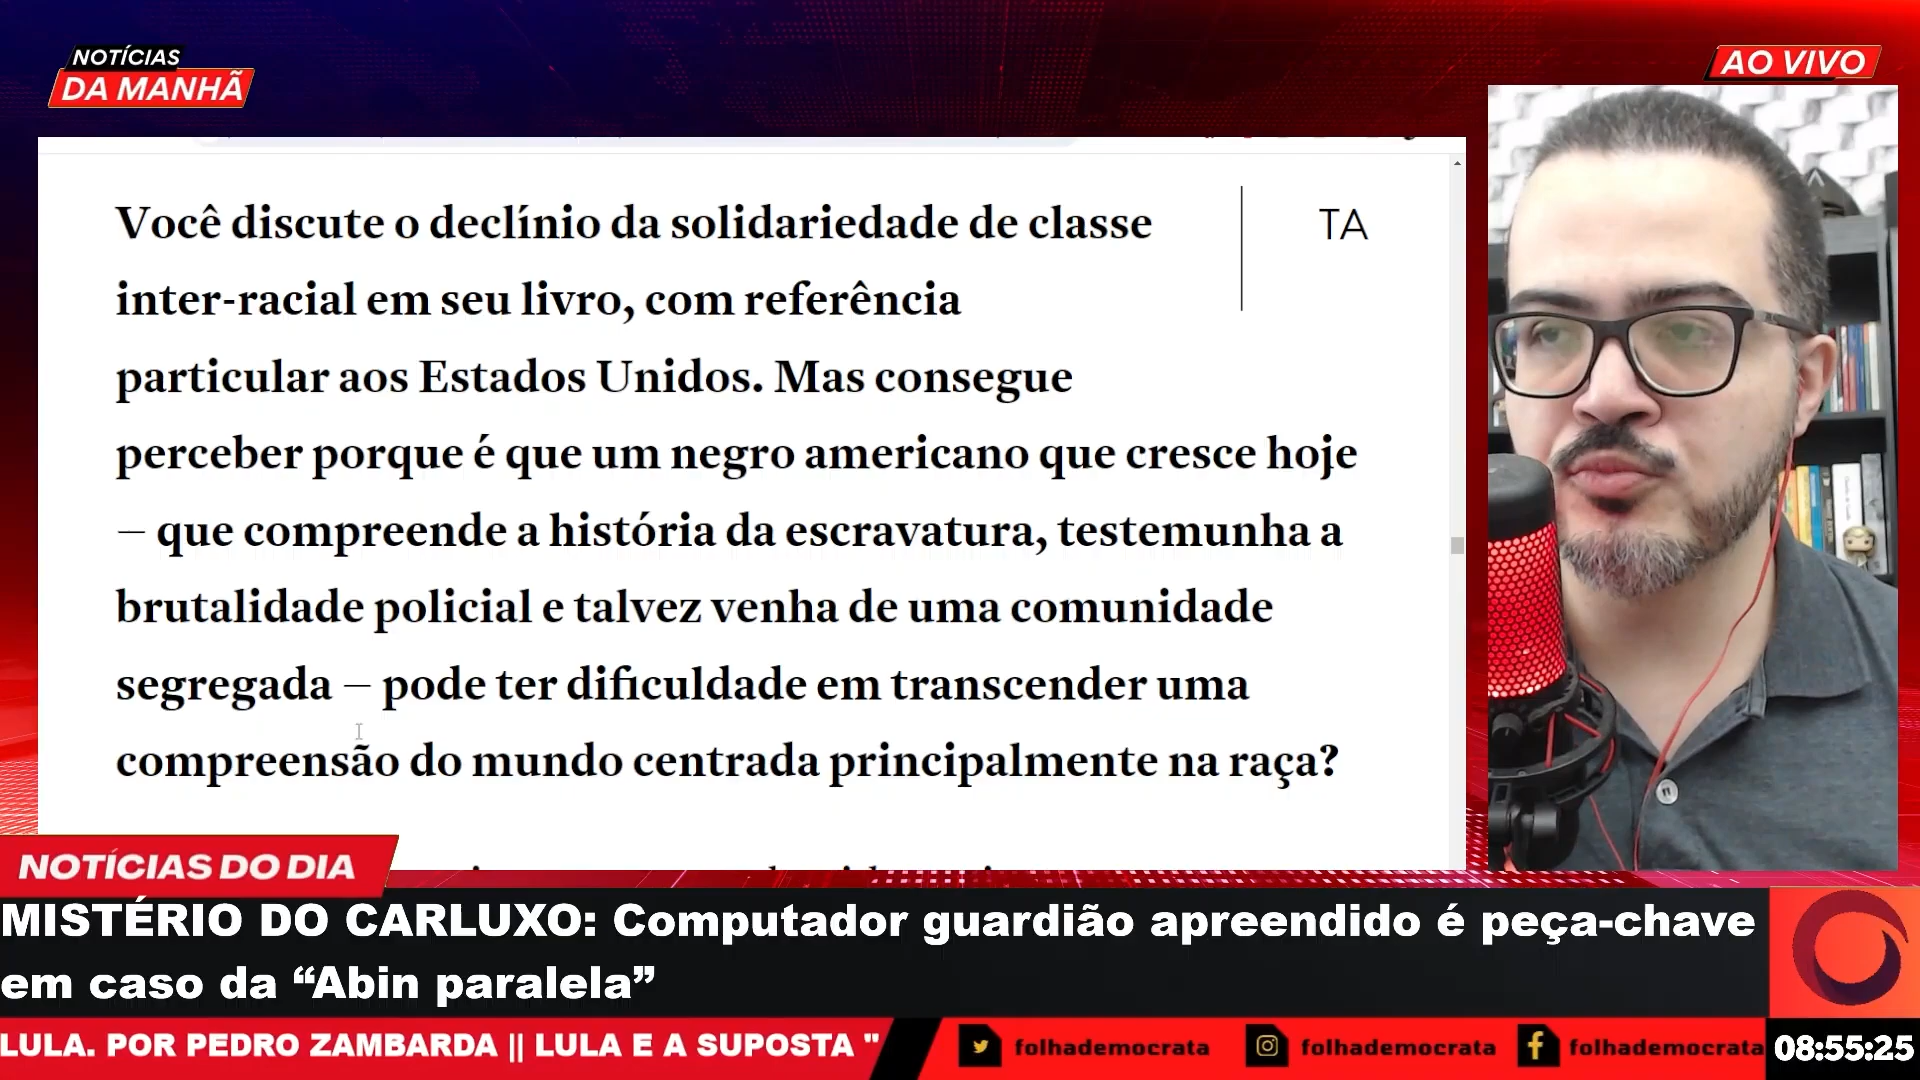 NOTÍCIAS
DA MANHÃ
AO VIVO
Você discute o declínio da solidariedade de classe
inter-racial em seu livro, com referência
particular aos Estados Unidos. Mas consegue
perceber porque é que um negro americano que cresce hoje
– que compreende a história da escravatura, testemunha a
brutalidade policial e talvez venha de uma comunidade
segregada – pode ter dificuldade em transcender uma
compreensão do mundo centrada principalmente na raça?
TA
NOTÍCIAS DO DIA
MISTÉRIO DO CARLUXO: Computador guardião apreendido é peça-chave
em caso da “Abin paralela”
LULA. POR PEDRO ZAMBARDA || LULA E A SUPOSTA "
folhademocrata
folhademocrata
folhademocrata
08:55:25